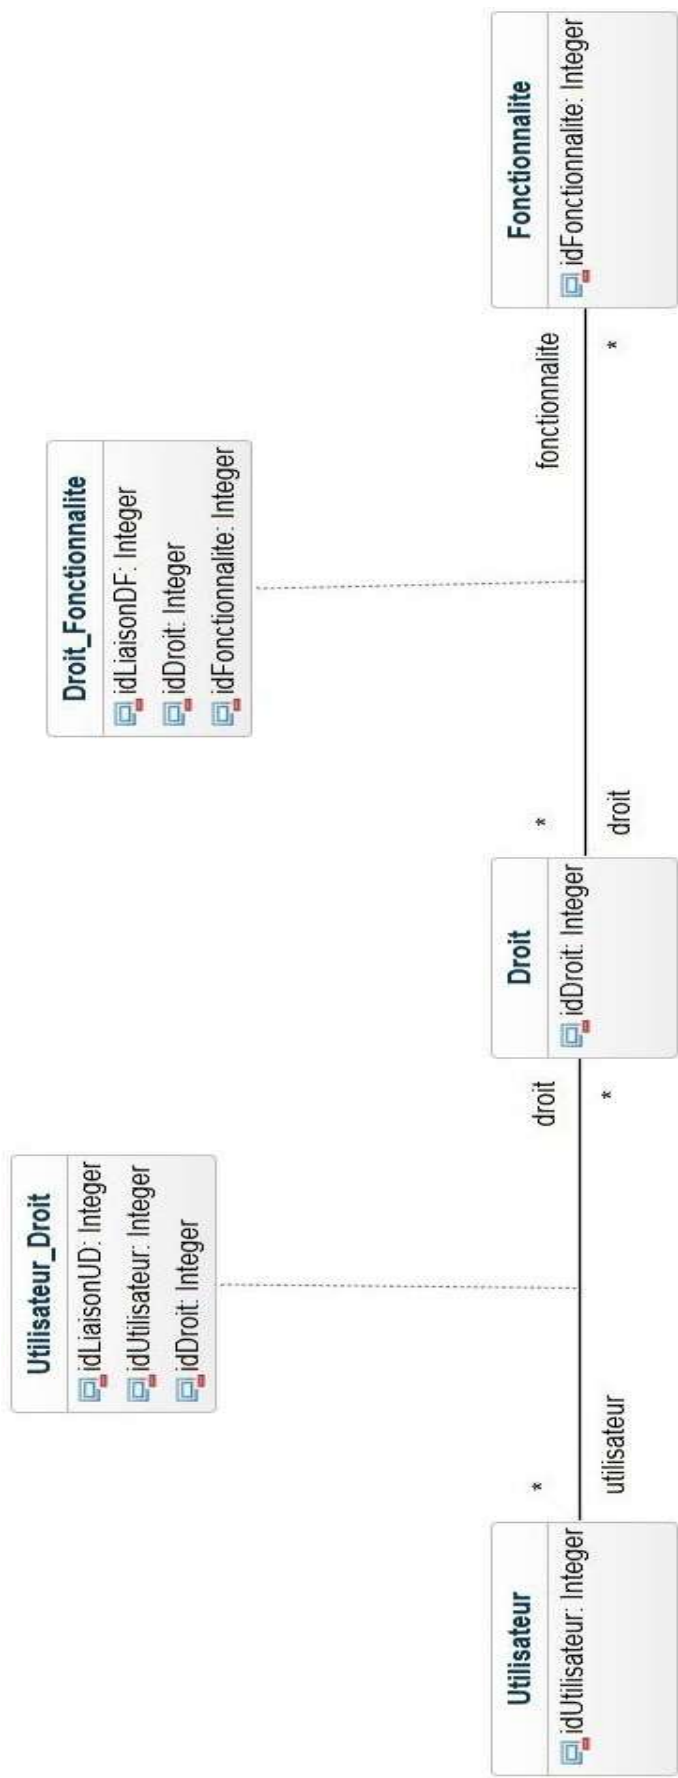 Utilisateur_Droit
idLiaisonUD: Integer
idUtilisateur: Integer
idDroit: Integer
Droit_Fonctionnalite
idLiaisonDF: Integer
idDroit: Integer
idFonctionnalite: Integer
Utilisateur
idUtilisateur: Integer
*
utilisateur
droit
*
Droit
idDroit: Integer
*
droit
fonctionnalite
*
Fonctionnalite
idFonctionnalite: Integer